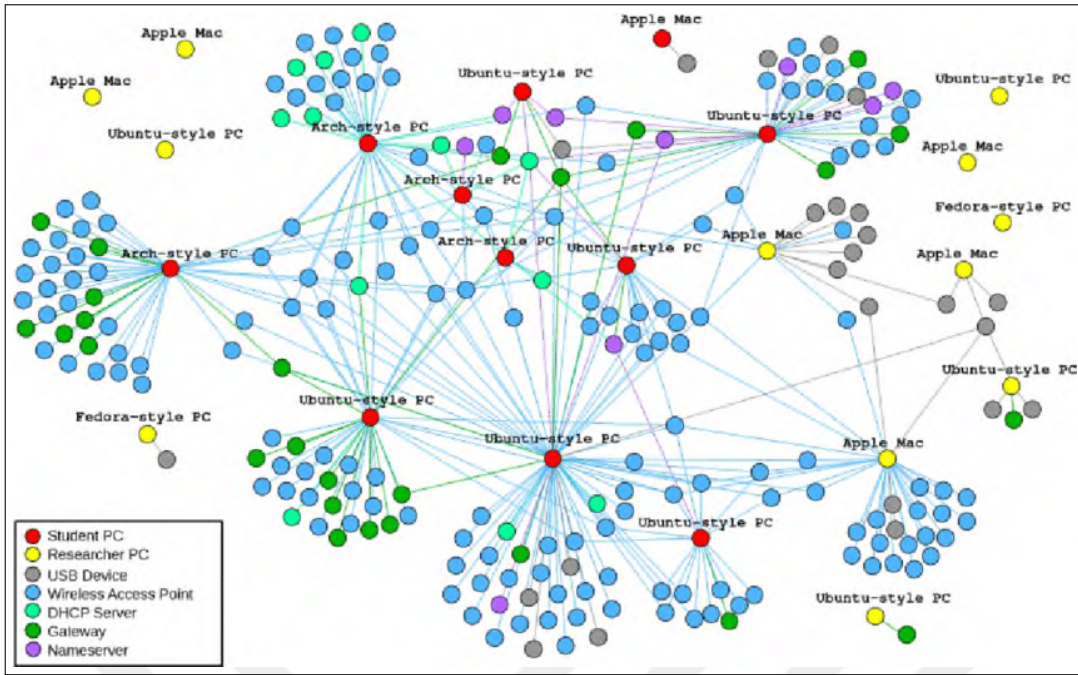 Apple Mac
Apple Mac
Apple Mac
Ubuntu-style PC
Apple Mac
Ubuntu-style PC
Ubuntu-style PC
Ubuntu-style PC
Arch-style PC
Apple Mac
Arch-style PC
Fedora-style PC
Arch-style PC
Arch-style PC
Ubuntu-style PC
Apple Mac
Apple Mac
Ubuntu-style PC
Ubuntu-style PC
Fedora-style PC
Ubuntu-style PC
Apple Mac
Ubuntu-style PC
Ubuntu-style PC
Student PC
Researcher PC
USB Device
Wireless Access Point
DHCP Server
Gateway
Nameserver